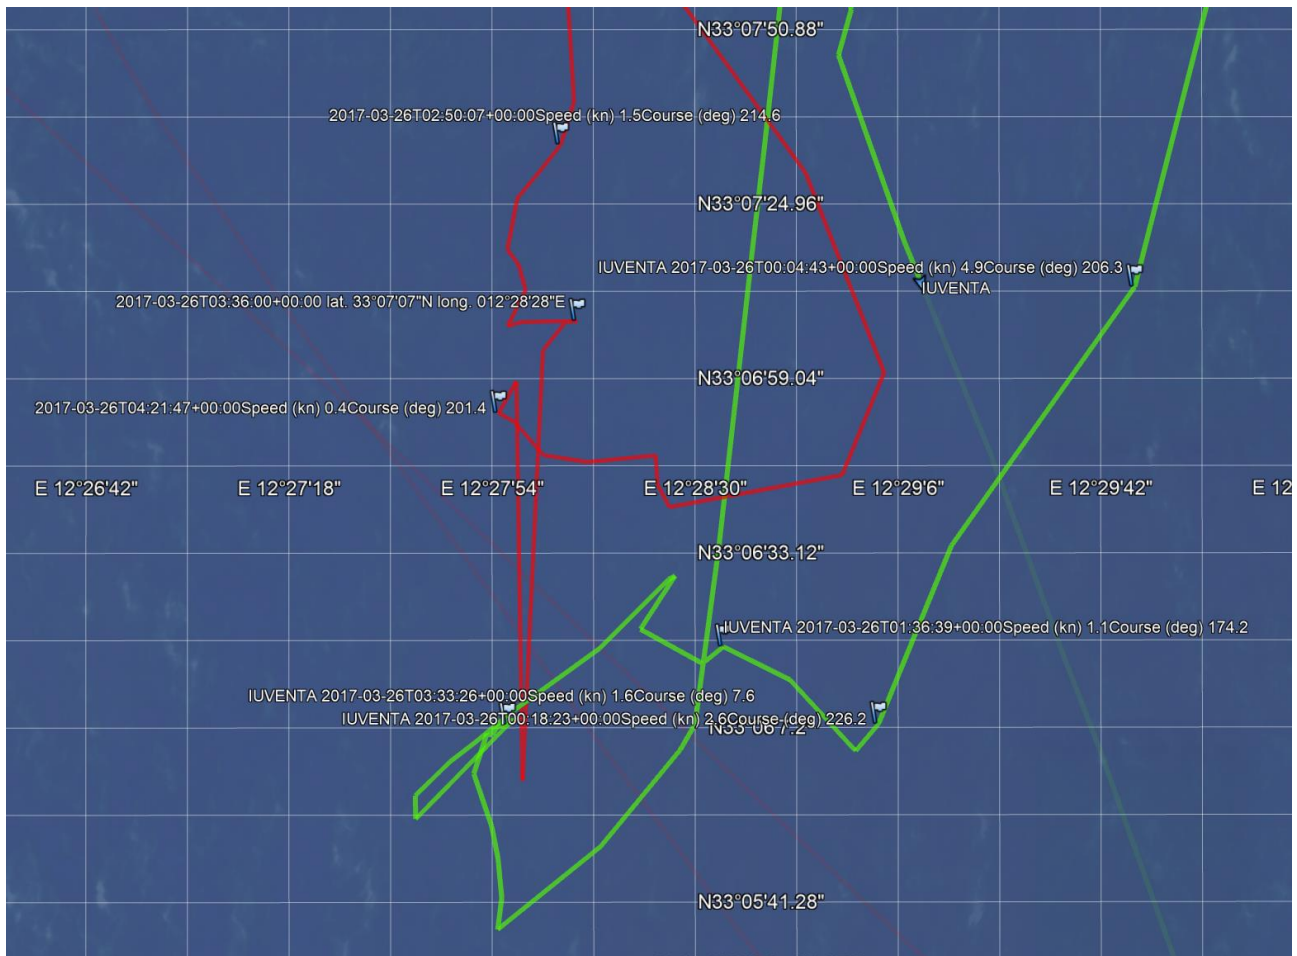 N33°07'50.88"
2017-03-26T02:50:07+00:00Speed (kn) 1.5Course (deg) 214.6
N33°07'24.96"
IUVENTA 2017-03-26T00:04:43+00:00Speed (kn) 4.9Course (deg) 206.3
IUVENTA
2017-03-26T03:36:00+00:00 lat. 33°07'07"N long. 012°28'28"E
N33°06'59.04"
2017-03-26T04:21:47+00:00Speed (kn) 0.4Course (deg) 201.4
E 12°26'42" E 12°27'18" E 12°27'54" E 12°28'30" E 12°29'6" E 12°29'42" E 12
N33°06'33.12"
IUVENTA 2017-03-26T01:36:39+00:00Speed (kn) 1.1Course (deg) 174.2
IUVENTA 2017-03-26T03:33:26+00:00Speed (kn) 1.6Course (deg) 7.6
IUVENTA 2017-03-26T00:18:23+00:00Speed (kn) 2.6Course (deg) 226.2
N33°06'7.2"
N33°05'41.28"